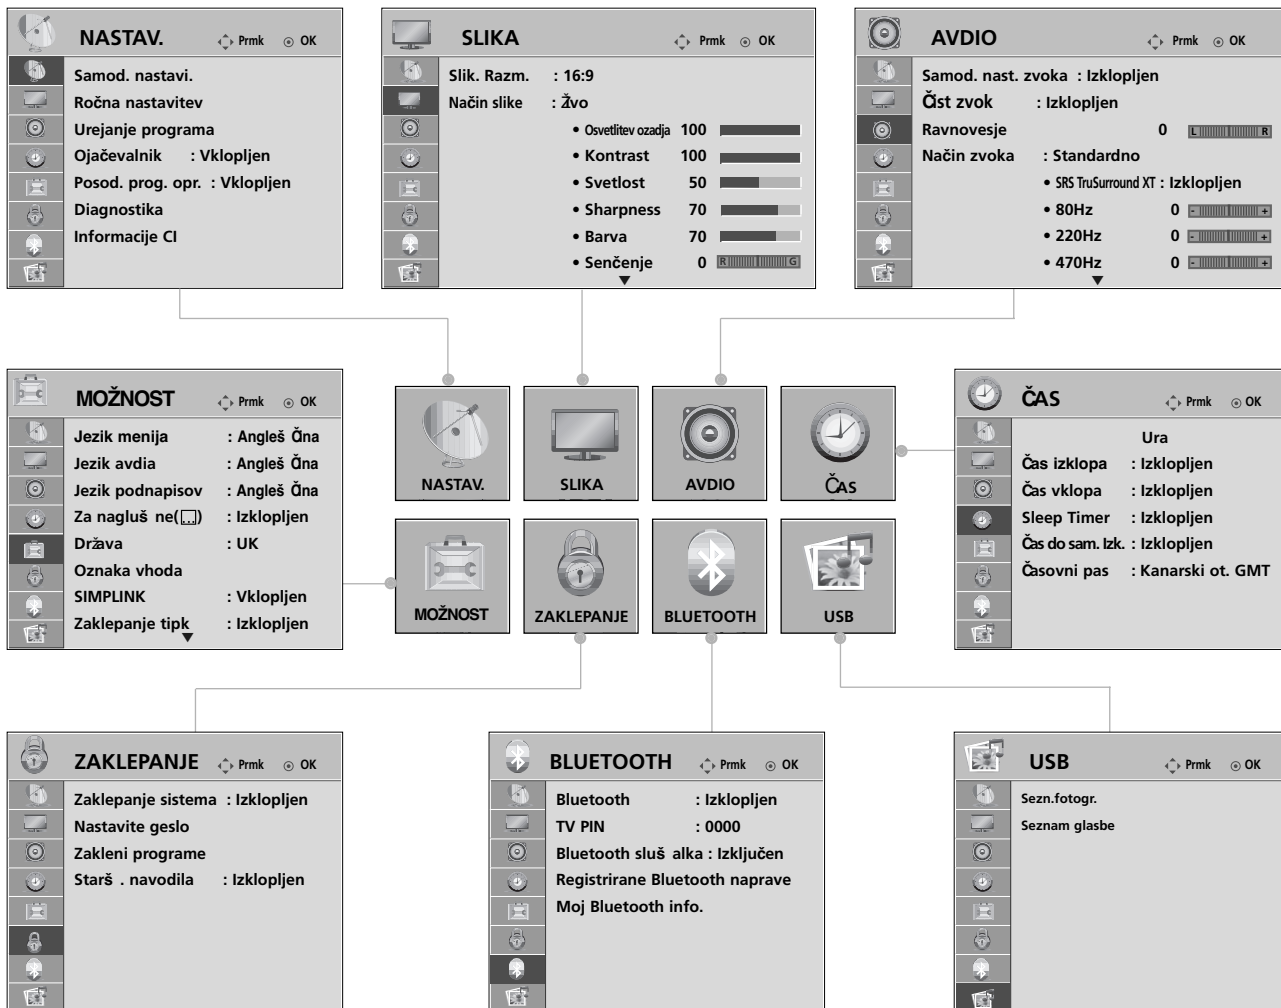 NASTAV. Prmk OK
Samod. nastavi.
Ročna nastavitev
Urejanje programa
Ojačevalnik : Vklopljen
Posod. prog. opr. : Vklopljen
Diagnostika
Informacije CI
SLIKA Prmk OK
Slik. Razm. : 16:9
Način slike : Žvo
• Osvetlitev ozadja 100
• Kontrast 100
• Svetlost 50
• Sharpness 70
• Barva 70
• Senčenje 0 R G
AVDIO Prmk OK
Samod. nast. zvoka : Izklopljen
Čist zvok : Izklopljen
Ravnovesje 0 L R
Način zvoka : Standardno
• SRS TruSurround XT : Izklopljen
• 80Hz 0 - +
• 220Hz 0 - +
• 470Hz 0 - +
MOŽNOST Prmk OK
Jezik menija : Angleš Čna
Jezik avdia : Angleš Čna
Jezik podnapisov : Angleš Čna
Za nagluš ne(...) : Izklopljen
Država : UK
Oznaka vhoda
SIMPLINK : Vklopljen
Zaklepanje tipk : Izklopljen
NASTAV.
SLIKA
AVDIO
ČAS
MOŽNOST
ZAKLEPANJE
BLUETOOTH
USB
ČAS Prmk OK
Ura
Čas izklopa : Izklopljen
Čas vklopa : Izklopljen
Sleep Timer : Izklopljen
Čas do sam. Izk. : Izklopljen
Časovni pas : Kanarski ot. GMT
ZAKLEPANJE Prmk OK
Zaklepanje sistema : Izklopljen
Nastavite geslo
Zakleni programe
Starš . navodila : Izklopljen
BLUETOOTH Prmk OK
Bluetooth : Izklopljen
TV PIN : 0000
Bluetooth sluš alka : Izključen
Registrirane Bluetooth naprave
Moj Bluetooth info.
USB Prmk OK
Sezn.fotogr.
Seznam glasbe